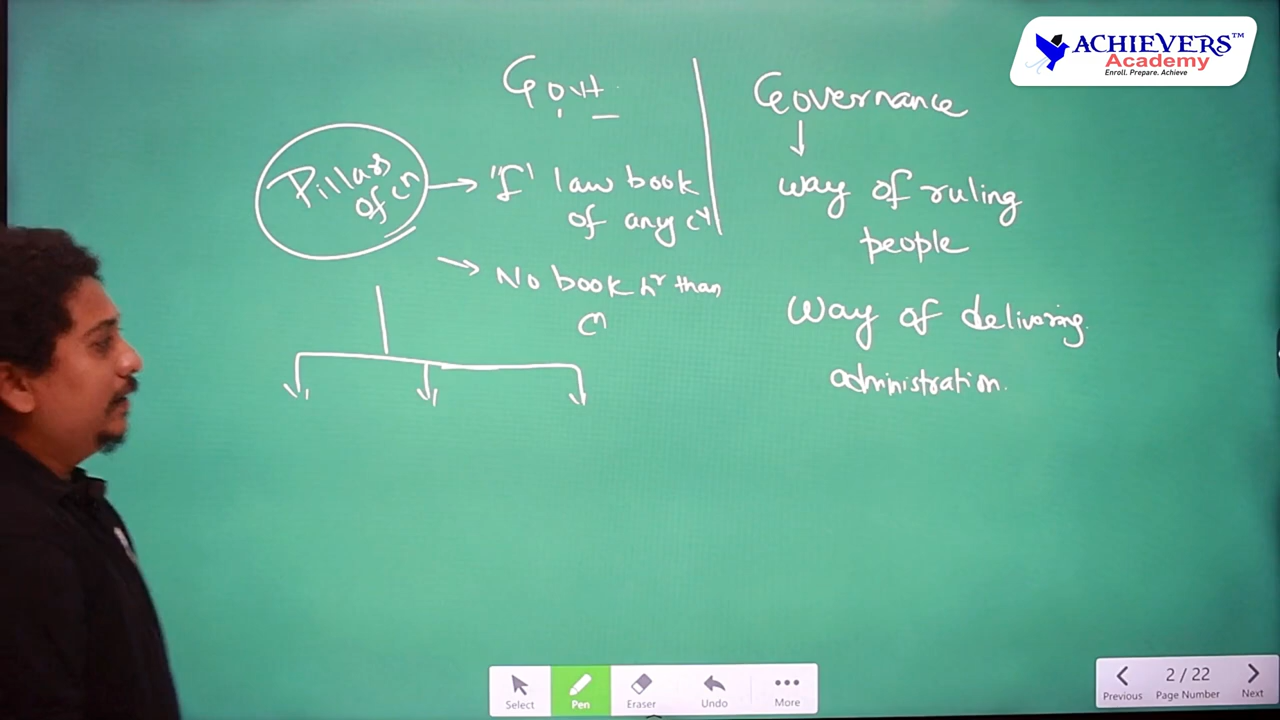 ACHIEVERS™
Academy
Enroll. Prepare. Achieve
Govt.
Governance
Pillars
of cn
'I' law book
of any cy
way of ruling
people
No book hr than
cn
way of delivering
administration.
Select
Pen
Eraser
Undo
More
Previous
2 / 22
Page Number
Next